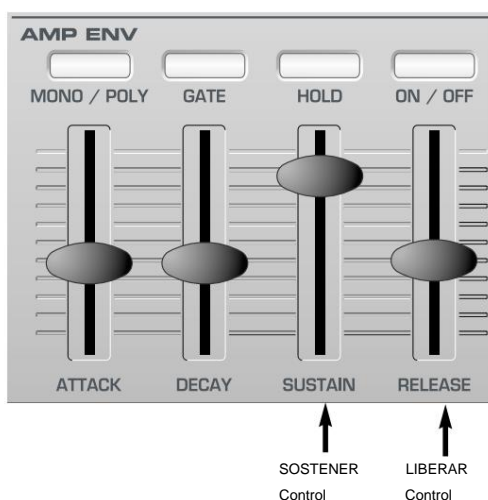 AMP ENV
MONO / POLY GATE HOLD ON / OFF
ATTACK DECAY SUSTAIN RELEASE
SOSTENER LIBERAR
Control Control